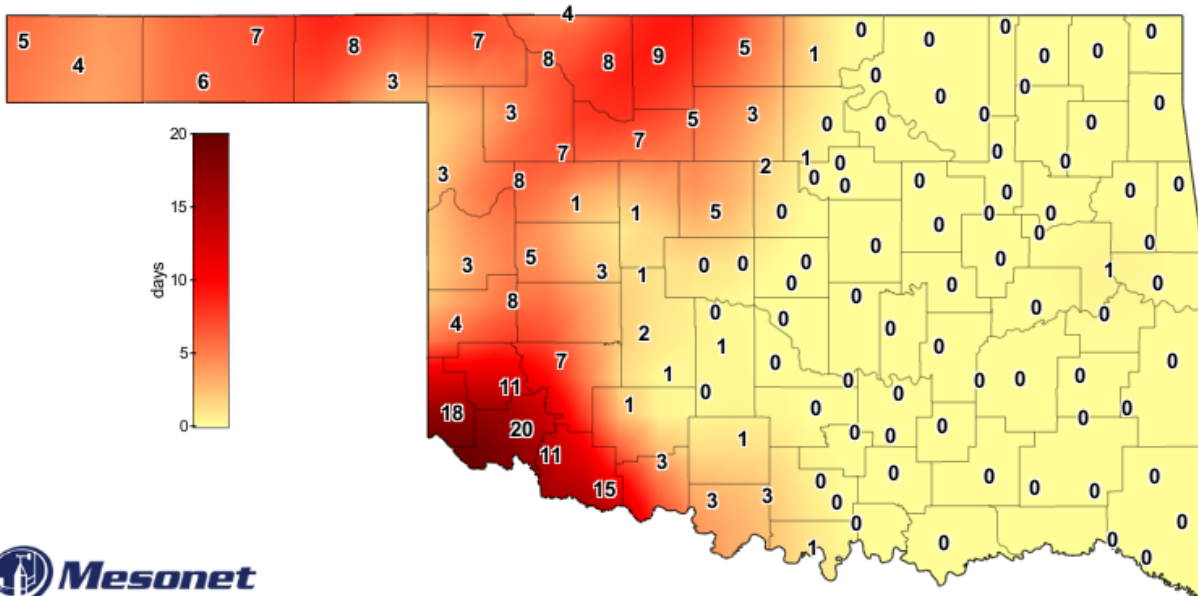 4
5 7 8 7 8 8 9 5 1 0 0 0 0 0 0
4 6 3 0 0 0 0
3 7 5 3 0 0 0 0 0
7 2 1 0 0 0
3 8 0 0 0 0 0 0 0
1 1 5 0 0 0 0
3 5 3 1 0 0 0 0 0 0 0 0 1 0
4 8 0 0 0 0 0 0
2 1 0 0
7 1 0 0 0 0 0 0
11 0 0 0
18 1 0 0 0
20 11 1 0 0 0
15 3 3 3 0 0 0 0 0 0 0
1 0 0 0 0 0
20
15
10
5
0
days
Mesonet